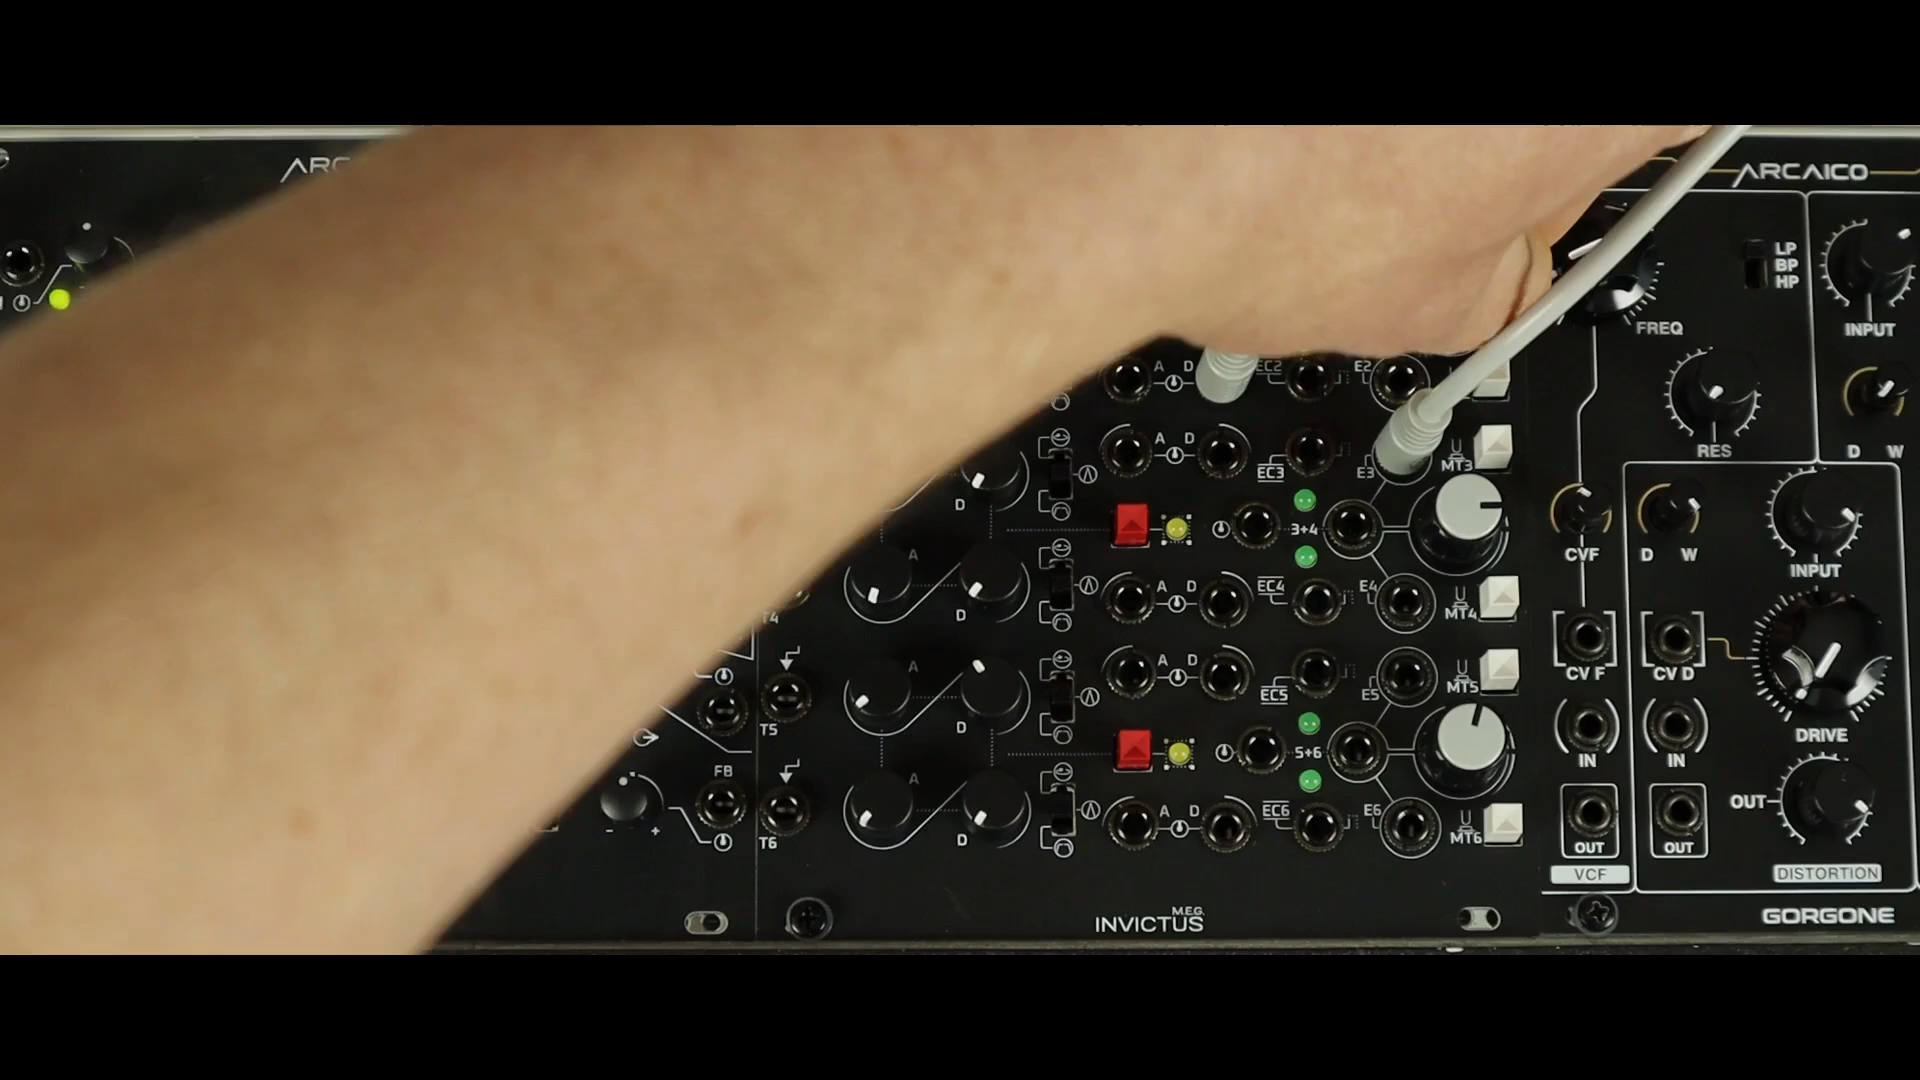 ARC
ARCAICO
LP
BP
HP
FREQ
INPUT
A D
EC2
E2
RES
D W
A D
EC3
E3
MT3
D
3+4
CVF
D W
INPUT
A
D
A D
EC4
E4
MT4
T4
CV F
CV D
A
D
A D
EC5
E5
MT5
T5
DRIVE
IN
IN
5+6
FB
A
D
A D
EC6
E6
MT6
- +
T6
OUT
OUT
OUT
VCF
DISTORTION
M.E.G.
INVICTUS
GORGONE